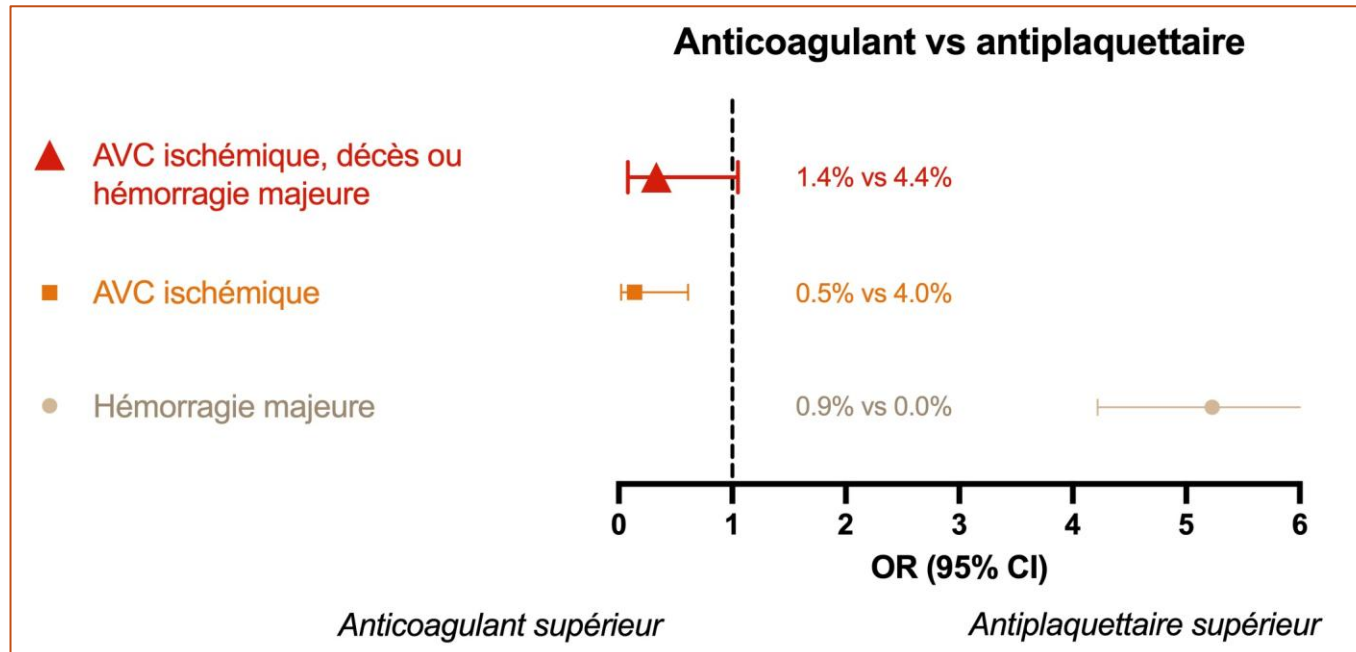 Anticoagulant vs antiplaquettaire
AVC ischémique, décès ou
hémorragie majeure
1.4% vs 4.4%
AVC ischémique
0.5% vs 4.0%
Hémorragie majeure
0.9% vs 0.0%
0 1 2 3 4 5 6
OR (95% CI)
Anticoagulant supérieur
Antiplaquettaire supérieur